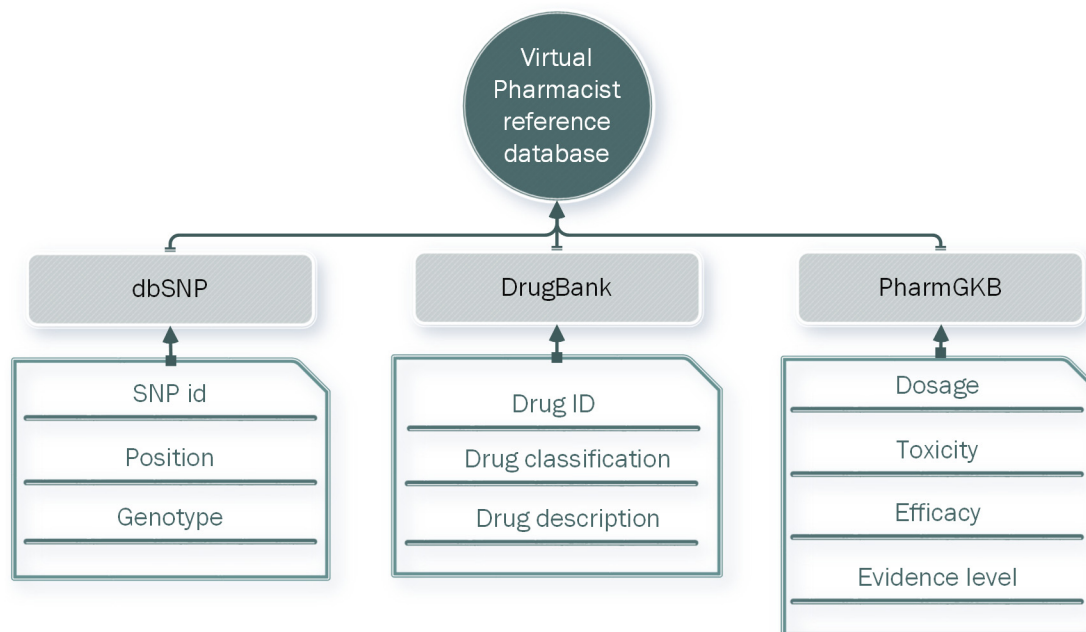 Virtual
Pharmacist
reference
database
dbSNP
DrugBank
PharmGKB
SNP id
Position
Genotype
Drug ID
Drug classification
Drug description
Dosage
Toxicity
Efficacy
Evidence level